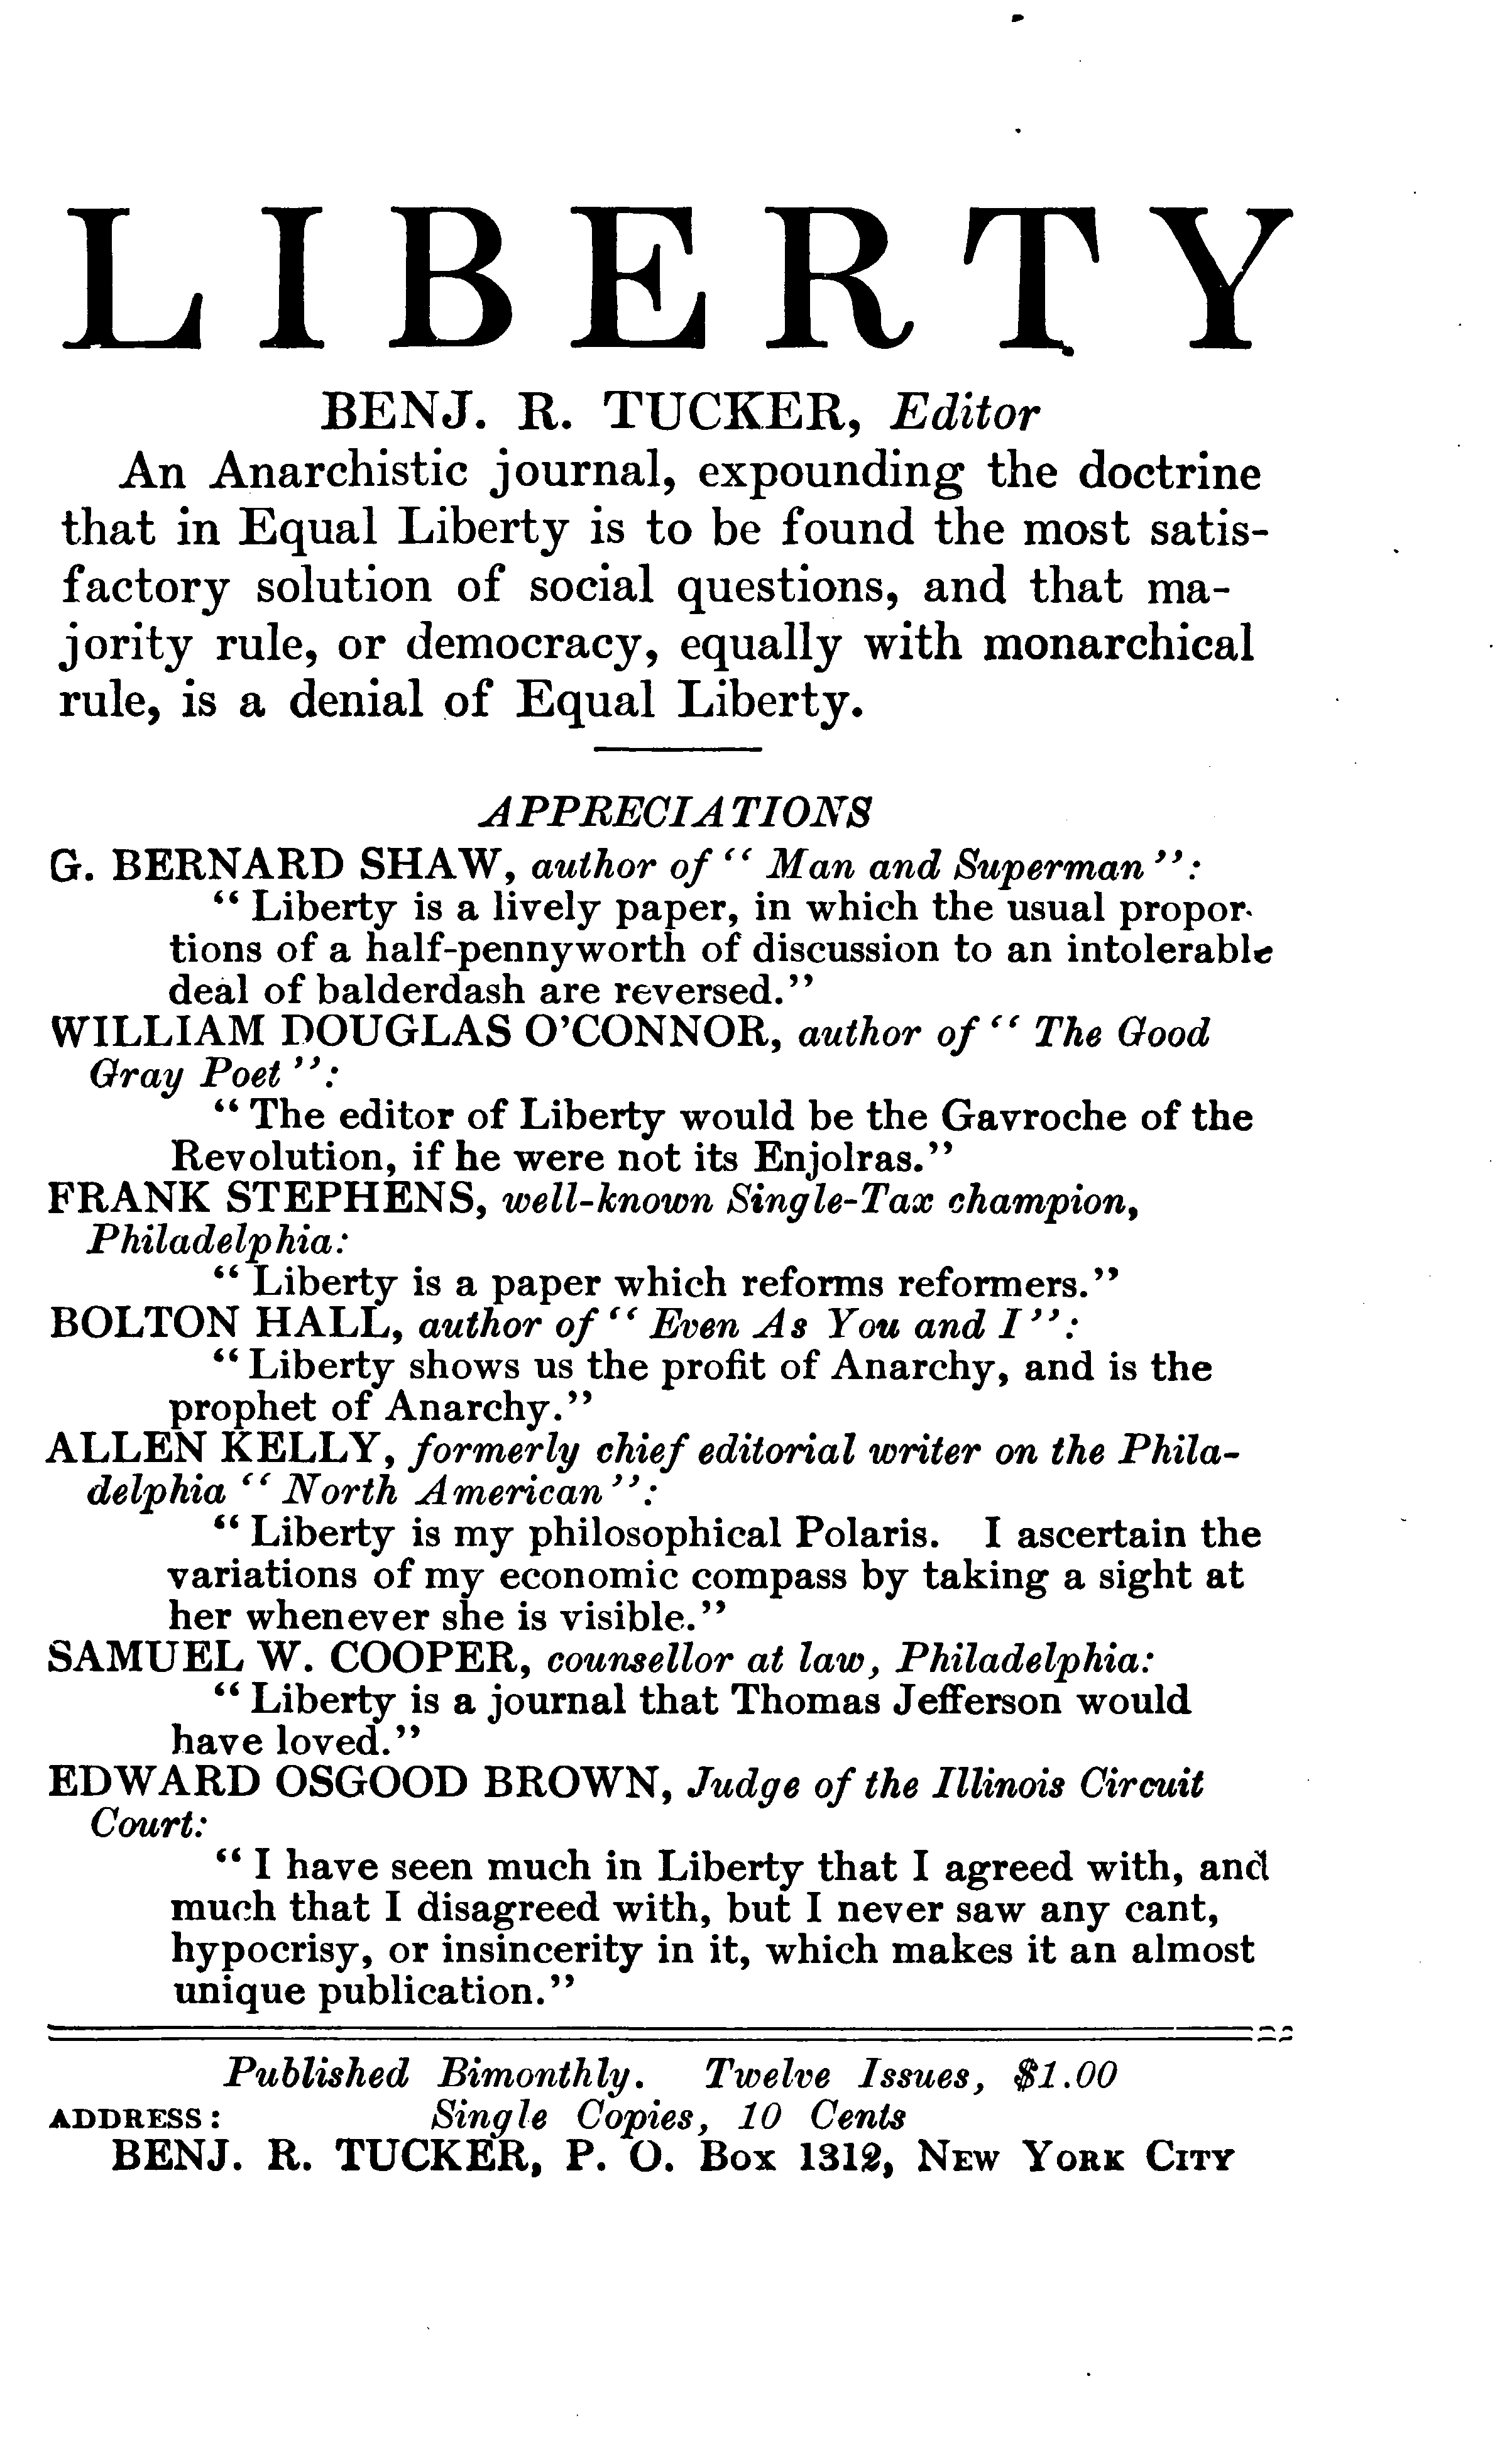 LIBERTY
BENJ. R. TUCKER, Editor
An Anarchistic journal, expounding the doctrine
that in Equal Liberty is to be found the most satis-
factory solution of social questions, and that ma-
jority rule, or democracy, equally with monarchical
rule, is a denial of Equal Liberty.
APPRECIATIONS
G. BERNARD SHAW, author of “ Man and Superman ”:
“ Liberty is a lively paper, in which the usual propor-
tions of a half-pennyworth of discussion to an intolerable
deal of balderdash are reversed.”
WILLIAM DOUGLAS O’CONNOR, author of “ The Good
Gray Poet ”:
“ The editor of Liberty would be the Gavroche of the
Revolution, if he were not its Enjolras.”
FRANK STEPHENS, well-known Single-Tax champion,
Philadelphia:
“ Liberty is a paper which reforms reformers.”
BOLTON HALL, author of “ Even As You and I ”:
“ Liberty shows us the profit of Anarchy, and is the
prophet of Anarchy.”
ALLEN KELLY, formerly chief editorial writer on the Phila-
delphia “ North American ”:
“ Liberty is my philosophical Polaris. I ascertain the
variations of my economic compass by taking a sight at
her whenever she is visible.”
SAMUEL W. COOPER, counsellor at law, Philadelphia:
“ Liberty is a journal that Thomas Jefferson would
have loved.”
EDWARD OSGOOD BROWN, Judge of the Illinois Circuit
Court:
“ I have seen much in Liberty that I agreed with, and
much that I disagreed with, but I never saw any cant,
hypocrisy, or insincerity in it, which makes it an almost
unique publication.”
Published Bimonthly. Twelve Issues, $1.00
ADDRESS: Single Copies, 10 Cents
BENJ. R. TUCKER, P. O. Box 1312, New York City